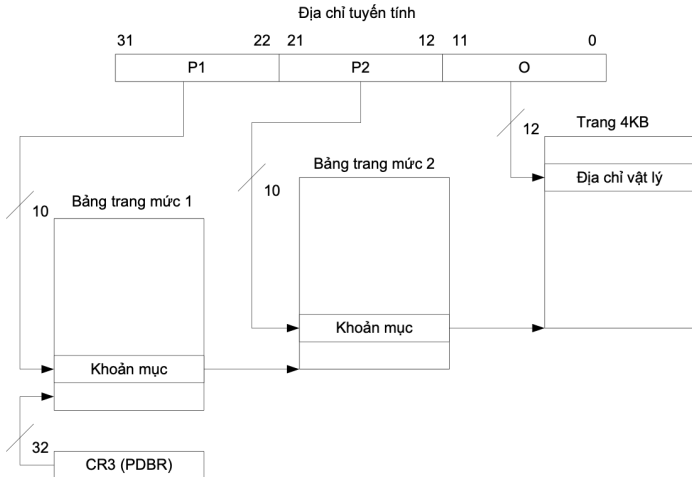 Địa chỉ tuyến tính
31 22 21 12 11 0
P1 P2 O
12
Trang 4KB
Địa chỉ vật lý
Bảng trang mức 2
10
Khoản mục
Bảng trang mức 1
10
Khoản mục
32
CR3 (PDBR)